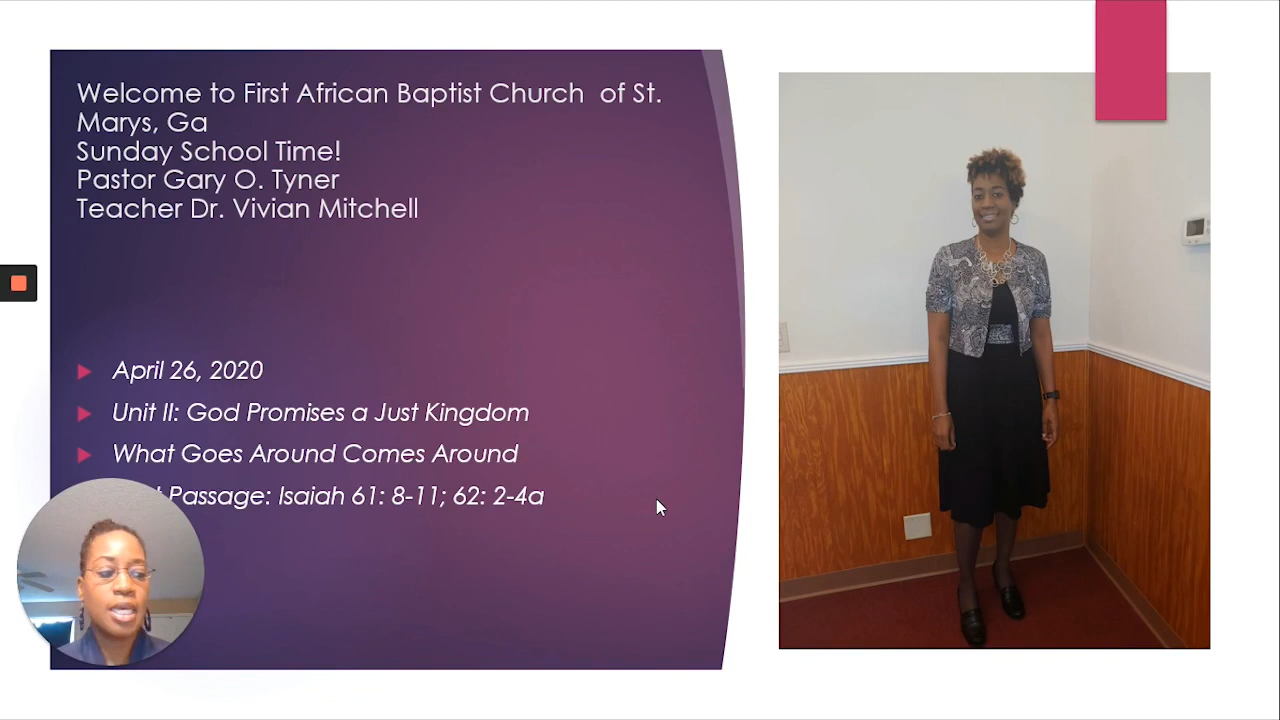 Welcome to First African Baptist Church of St.
Marys, Ga
Sunday School Time!
Pastor Gary O. Tyner
Teacher Dr. Vivian Mitchell
April 26, 2020
Unit II: God Promises a Just Kingdom
What Goes Around Comes Around
Passage: Isaiah 61: 8-11; 62: 2-4a